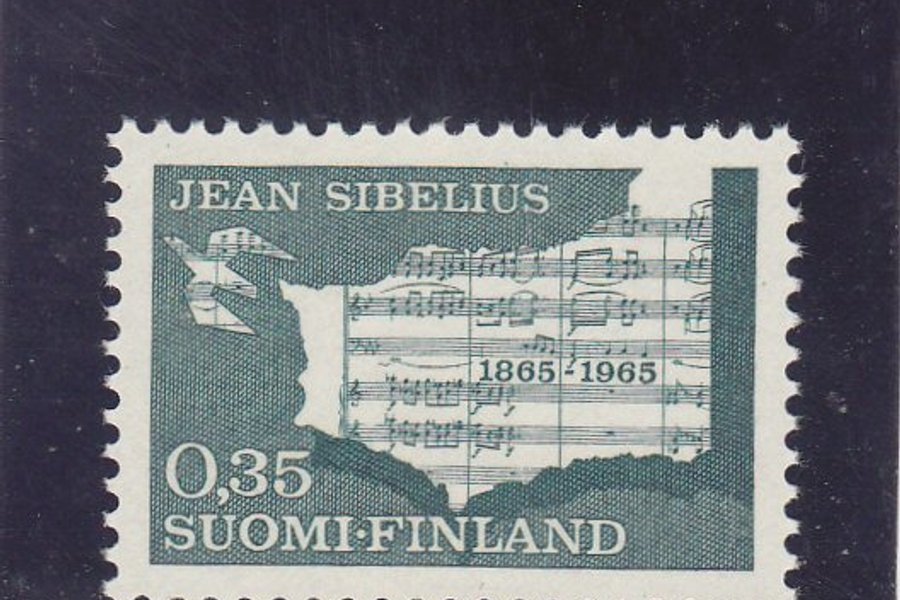 JEAN SIBELIUS
1865-1965
0,35
SUOMI·FINLAND